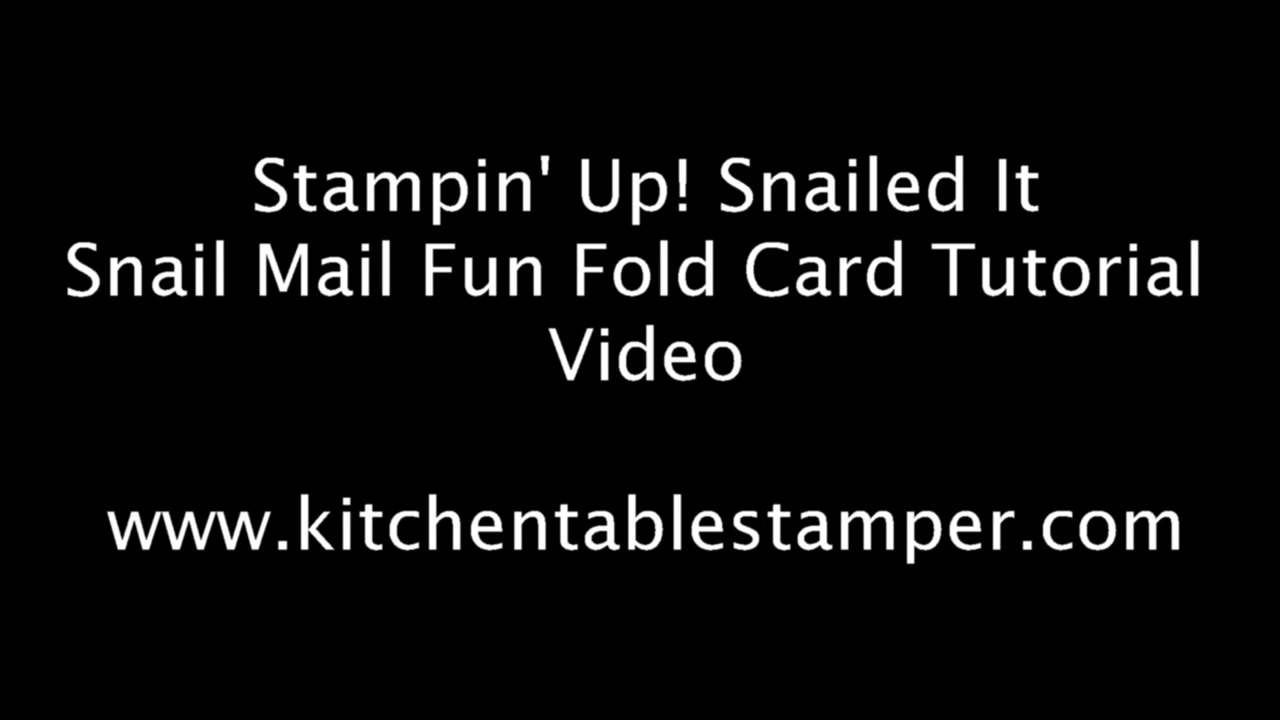 Stampin' Up! Snailed It
Snail Mail Fun Fold Card Tutorial
Video
www.kitchentablestamper.com